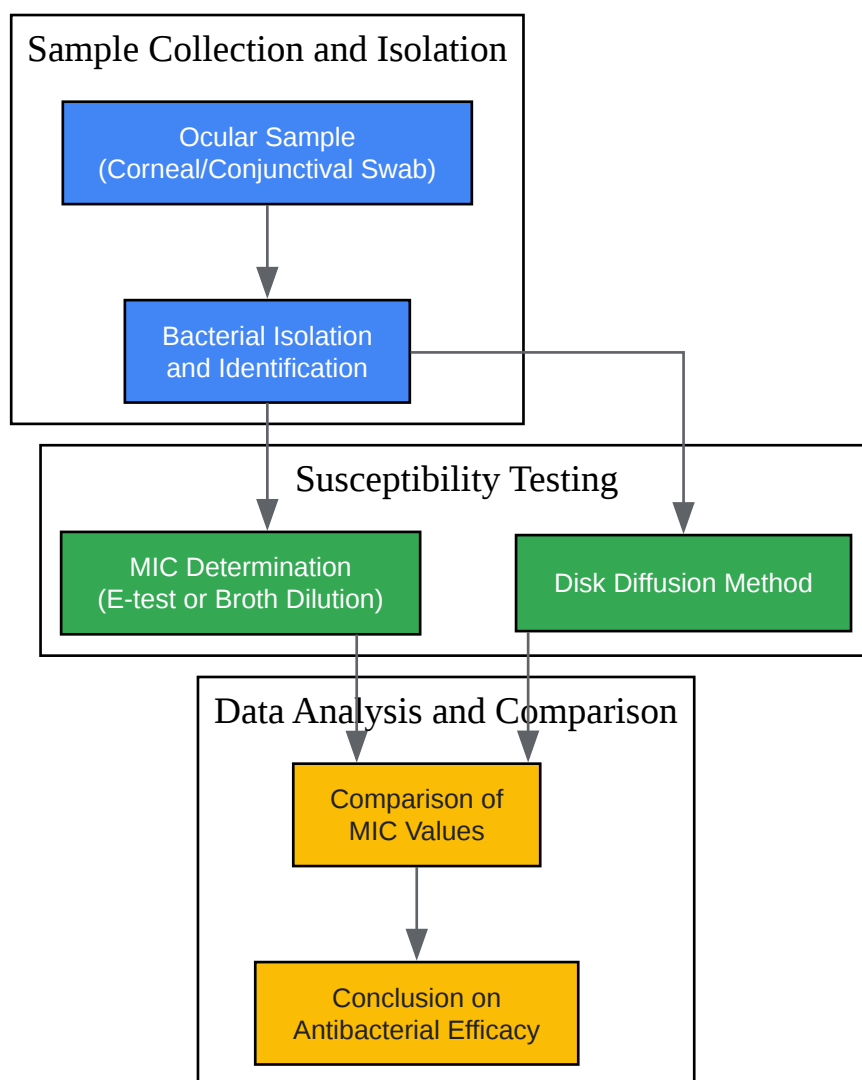 Sample Collection and Isolation
Ocular Sample
(Corneal/Conjunctival Swab)
Bacterial Isolation
and Identification
Susceptibility Testing
MIC Determination
(E-test or Broth Dilution)
Disk Diffusion Method
Data Analysis and Comparison
Comparison of
MIC Values
Conclusion on
Antibacterial Efficacy